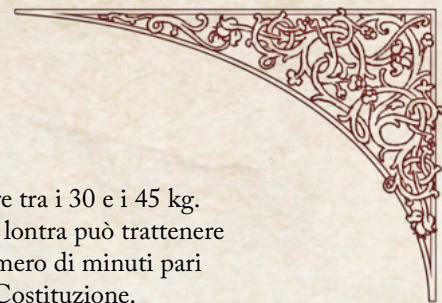 re tra i 30 e i 45 kg.
lontra può trattenere
mero di minuti pari
Costituzione.